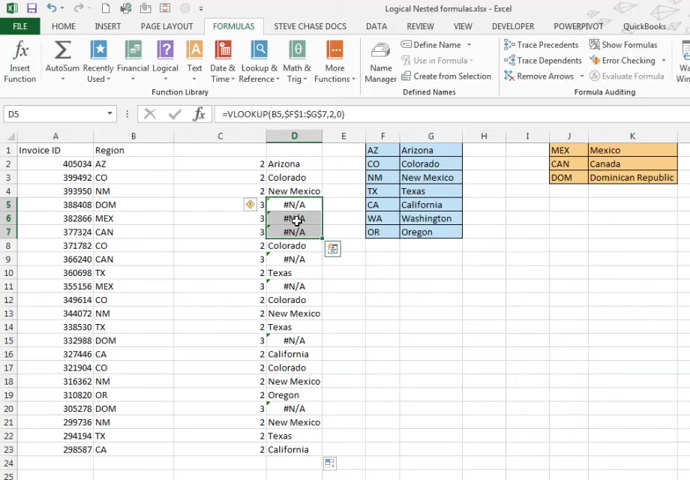 Logical Nested formulas.xlsx - Excel
FILE HOME INSERT PAGE LAYOUT FORMULAS STEVE CHASE DOCS DATA REVIEW VIEW DEVELOPER POWERPIVOT QuickBooks
Insert Function AutoSum Recently Used Financial Logical Text Date & Time Lookup & Reference Math & Trig More Functions Name Manager
Define Name Trace Precedents Show Formulas
Use in Formula Trace Dependents Error Checking
Create from Selection Remove Arrows Evaluate Formula
Function Library Defined Names Formula Auditing
D5 fx =VLOOKUP(B5,$F$1:$G$7,2,0)
A B C D E F G H I J K
1 Invoice ID Region AZ Arizona MEX Mexico
2 405034 AZ 2 Arizona CO Colorado CAN Canada
3 399492 CO 2 Colorado NM New Mexico DOM Dominican Republic
4 393950 NM 2 New Mexico TX Texas
5 388408 DOM 3 #N/A CA California
6 382866 MEX 3 #N/A WA Washington
7 377324 CAN 3 #N/A OR Oregon
8 371782 CO 2 Colorado
9 366240 CAN 3 #N/A
10 360698 TX 2 Texas
11 355156 MEX 3 #N/A
12 349614 CO 2 Colorado
13 344072 NM 2 New Mexico
14 338530 TX 2 Texas
15 332988 DOM 3 #N/A
16 327446 CA 2 California
17 321904 CO 2 Colorado
18 316362 NM 2 New Mexico
19 310820 OR 2 Oregon
20 305278 DOM 3 #N/A
21 299736 NM 2 New Mexico
22 294194 TX 2 Texas
23 298587 CA 2 California
24
25